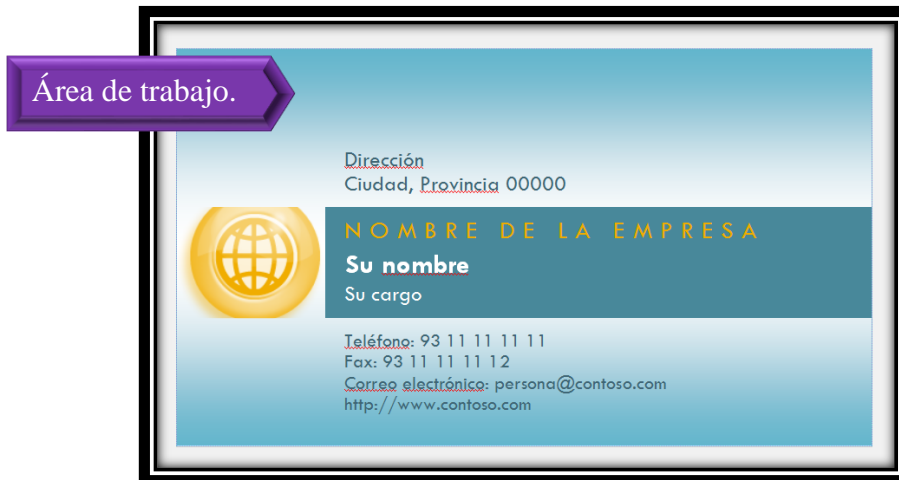 Área de trabajo.
Dirección
Ciudad, Provincia 00000
NOMBRE DE LA EMPRESA
Su nombre
Su cargo
Teléfono: 93 11 11 11 11
Fax: 93 11 11 11 12
Correo electrónico: persona@contoso.com
http://www.contoso.com